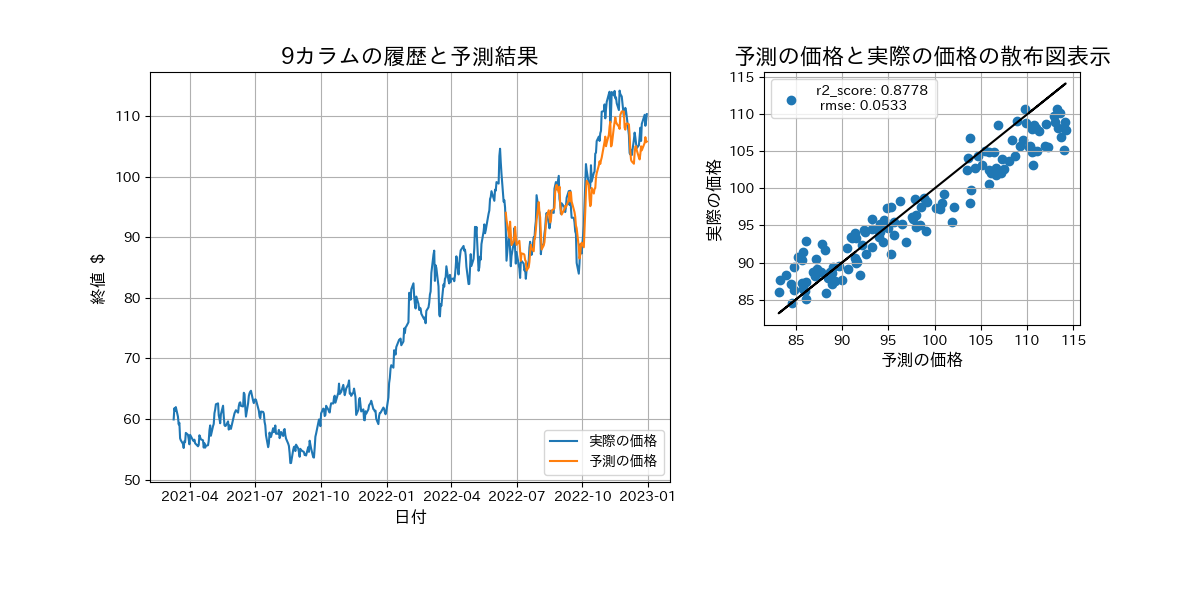 9カラムの履歴と予測結果
終値 $
110
100
90
80
70
60
50
2021-04 2021-07 2021-10 2022-01 2022-04 2022-07 2022-10 2023-01
日付
実際の価格
予測の価格
予測の価格と実際の価格の散布図表示
r2_score: 0.8778
rmse: 0.0533
実際の価格
115
110
105
100
95
90
85
85 90 95 100 105 110 115
予測の価格